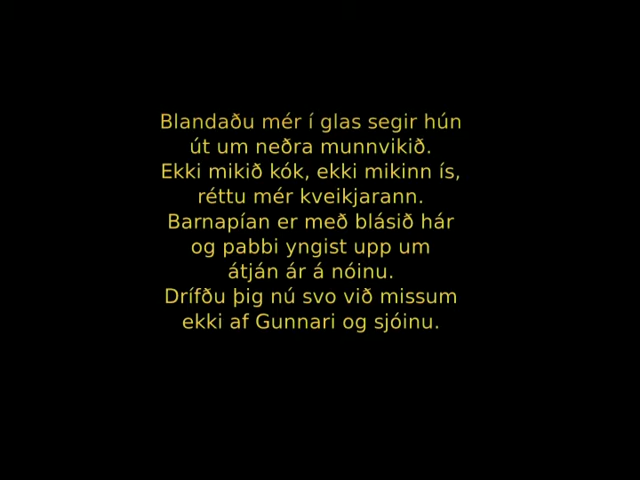 Blandaðu mér í glas segir hún
út um neðra munnvikið.
Ekki mikið kók, ekki mikinn ís,
réttu mér kveikjarann.
Barnapían er með blásið hár
og pabbi yngist upp um
átján ár á nóinu.
Drífðu þig nú svo við missum
ekki af Gunnari og sjóinu.